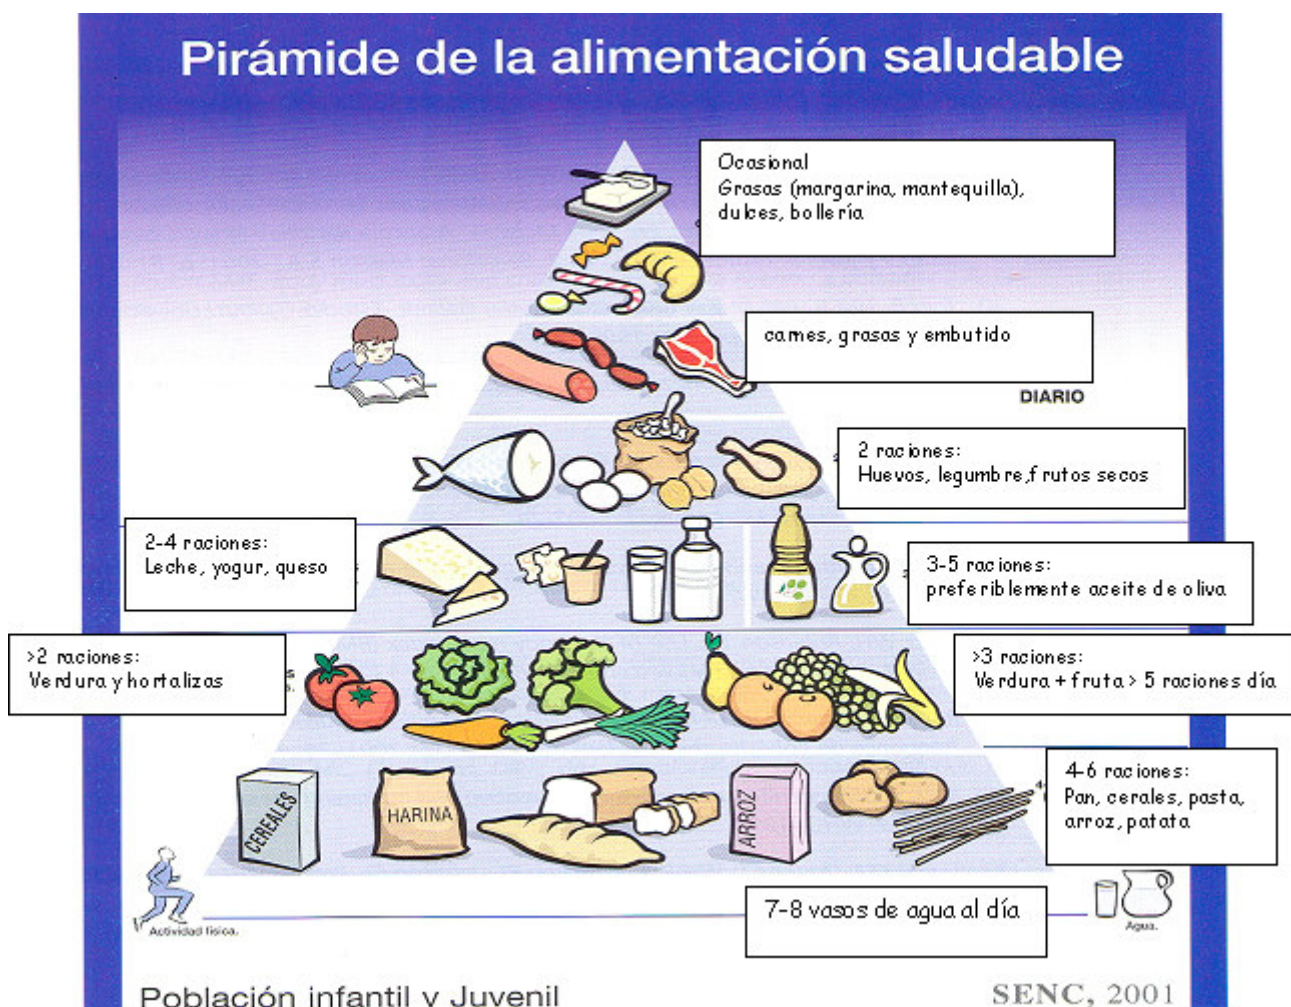 Pirámide de la alimentación saludable
Ocasional
Grasas (margarina, mantequilla),
dulces, bollería
carnes, grasas y embutido
DIARIO
2 raciones:
Huevos, legumbre,frutos secos
2-4 raciones:
Leche, yogur, queso
3-5 raciones:
preferiblemente aceite de oliva
>2 raciones:
Verdura y hortalizas
>3 raciones:
Verdura + fruta > 5 raciones día
4-6 raciones:
Pan, cerales, pasta,
arroz, patata
CEREALES
HARINA
ARROZ
7-8 vasos de agua al día
Actividad física.
Agua.
Población infantil y Juvenil
SENC, 2001